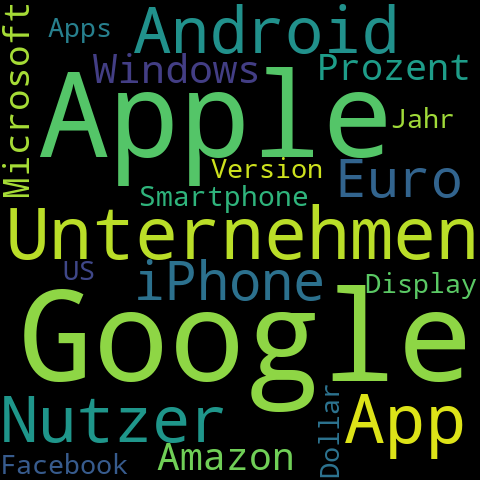 Microsoft
Apps
Android
Windows
Prozent
Apple
Jahr
Version
Smartphone
Euro
Unternehmen
US
iPhone
Display
Google
Nutzer
Dollar
App
Facebook
Amazon